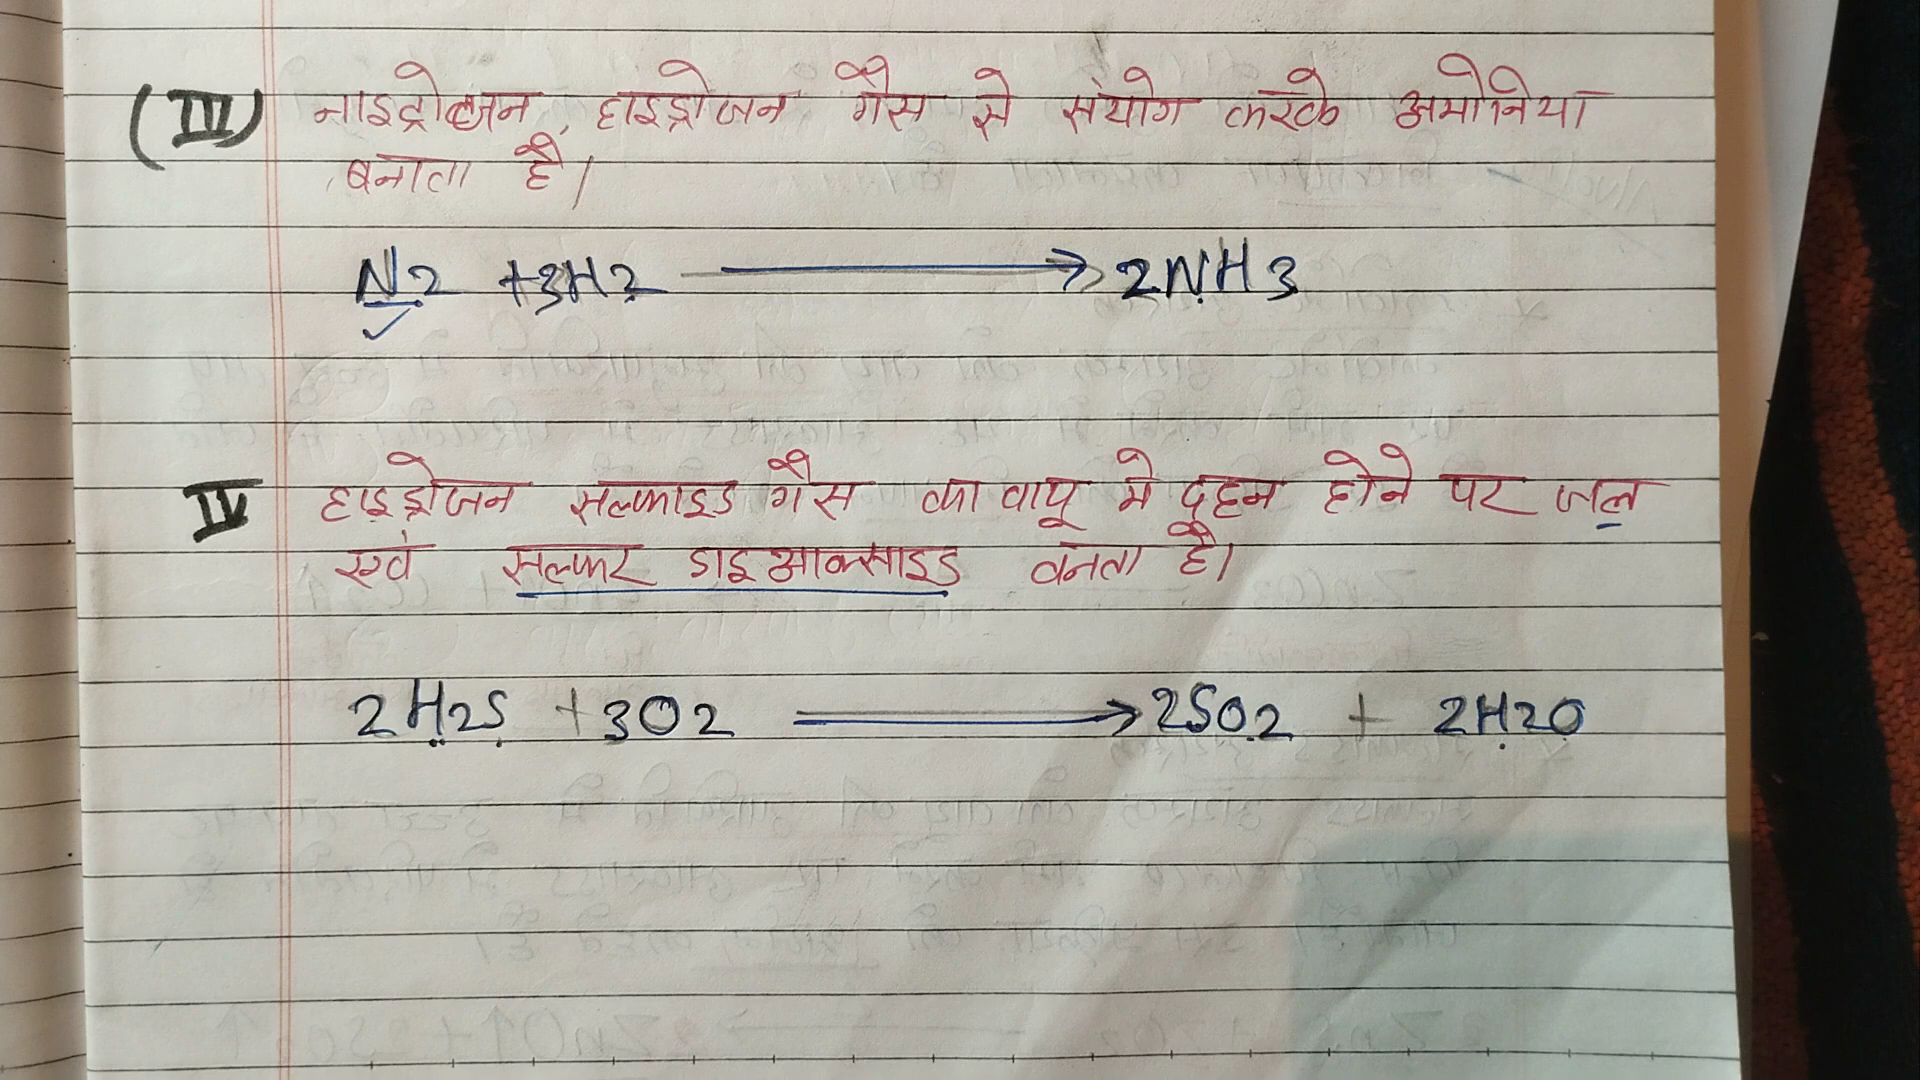 (III) नाइट्रोजन, हाइड्रोजन गैस से संयोग करके अमोनिया
बनाता है।
N2 +3H2 → 2NH3
IV हाइड्रोजन सल्फाइड गैस का वायू मे दहन होने पर जल
एवं सल्फर डाइआक्साइड बनता है।
2H2S + 3O2 → 2SO2 + 2H2O